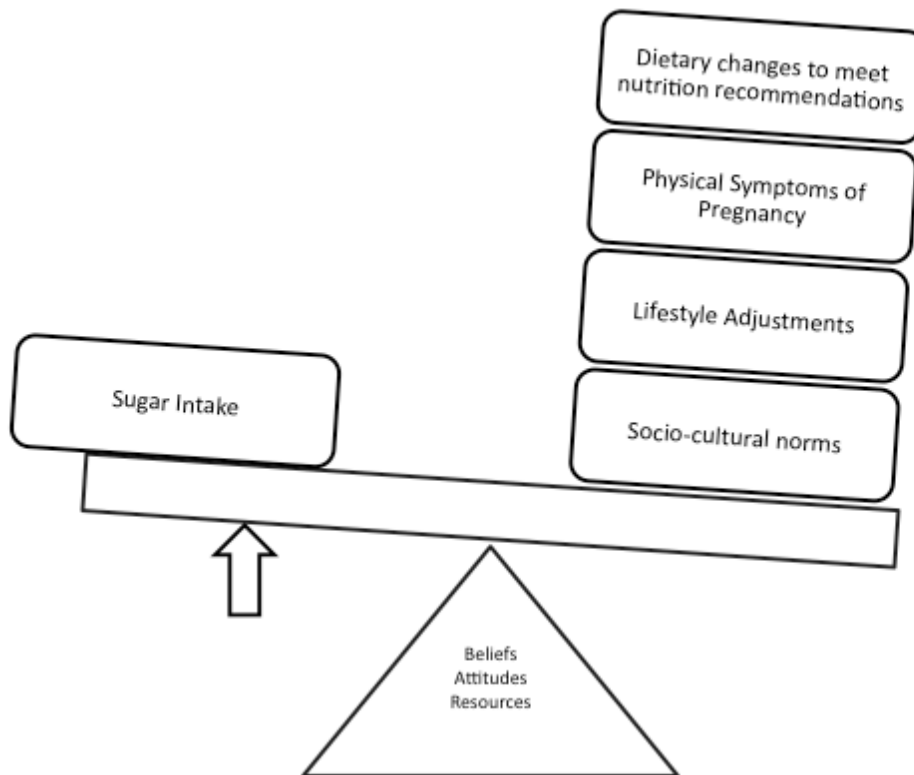 Dietary changes to meet
nutrition recommendations
Physical Symptoms of
Pregnancy
Lifestyle Adjustments
Sugar Intake
Socio-cultural norms
Beliefs
Attitudes
Resources